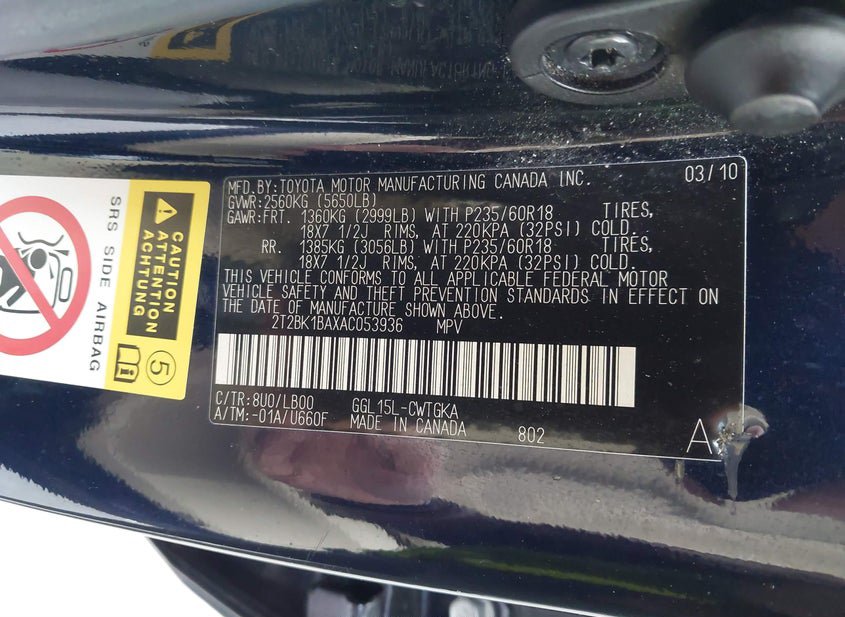 MFD.BY:TOYOTA MOTOR MANUFACTURING CANADA INC. 03/10
GVWR:2560KG (5650LB)
GAWR:FRT. 1360KG (2999LB) WITH P235/60R18 TIRES,
18X7 1/2J RIMS, AT 220KPA (32PSI) COLD.
RR. 1385KG (3056LB) WITH P235/60R18 TIRES,
18X7 1/2J RIMS, AT 220KPA (32PSI) COLD.
THIS VEHICLE CONFORMS TO ALL APPLICABLE FEDERAL MOTOR
VEHICLE SAFETY AND THEFT PREVENTION STANDARDS IN EFFECT ON
THE DATE OF MANUFACTURE SHOWN ABOVE.
2T2BK1BAXAC053936 MPV
C/TR:8U0/LB00 GGL15L-CWTGKA
A/TM:-01A/U660F MADE IN CANADA 802
A
CAUTION
ATTENTION
ACHTUNG
5
SRS SIDE AIRBAG